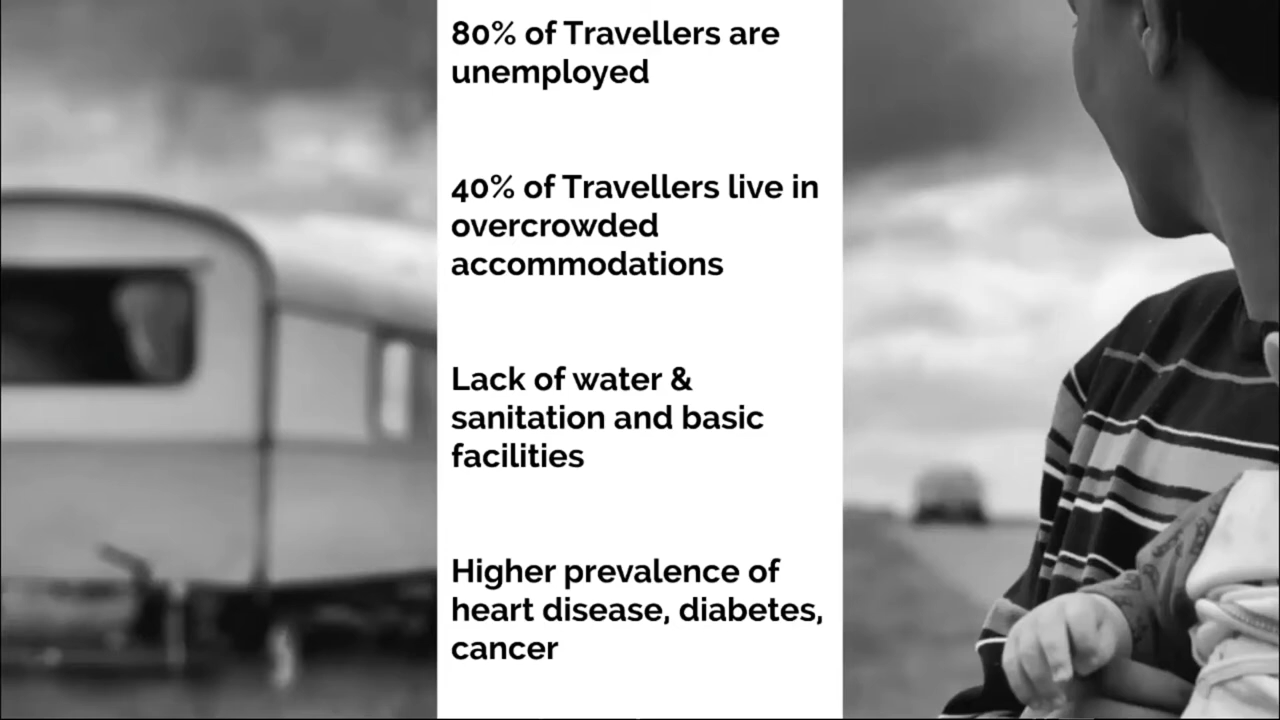 80% of Travellers are
unemployed
40% of Travellers live in
overcrowded
accommodations
Lack of water &
sanitation and basic
facilities
Higher prevalence of
heart disease, diabetes,
cancer